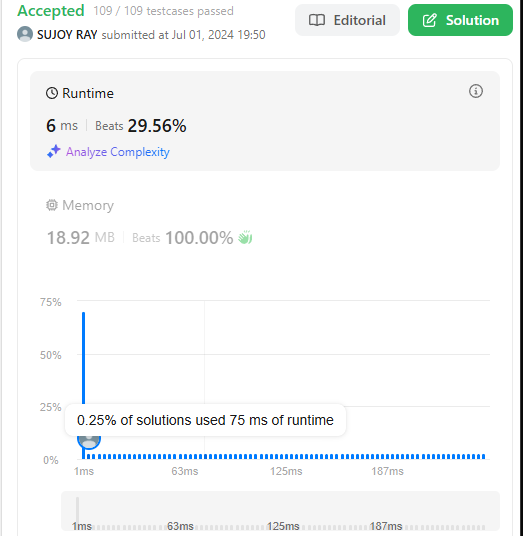 Accepted 109 / 109 testcases passed
SUJOY RAY submitted at Jul 01, 2024 19:50
Editorial
Solution
Runtime
6 ms Beats 29.56%
Analyze Complexity
Memory
18.92 MB Beats 100.00%
75%
50%
25%
0.25% of solutions used 75 ms of runtime
0%
1ms 63ms 125ms 187ms
1ms 63ms 125ms 187ms